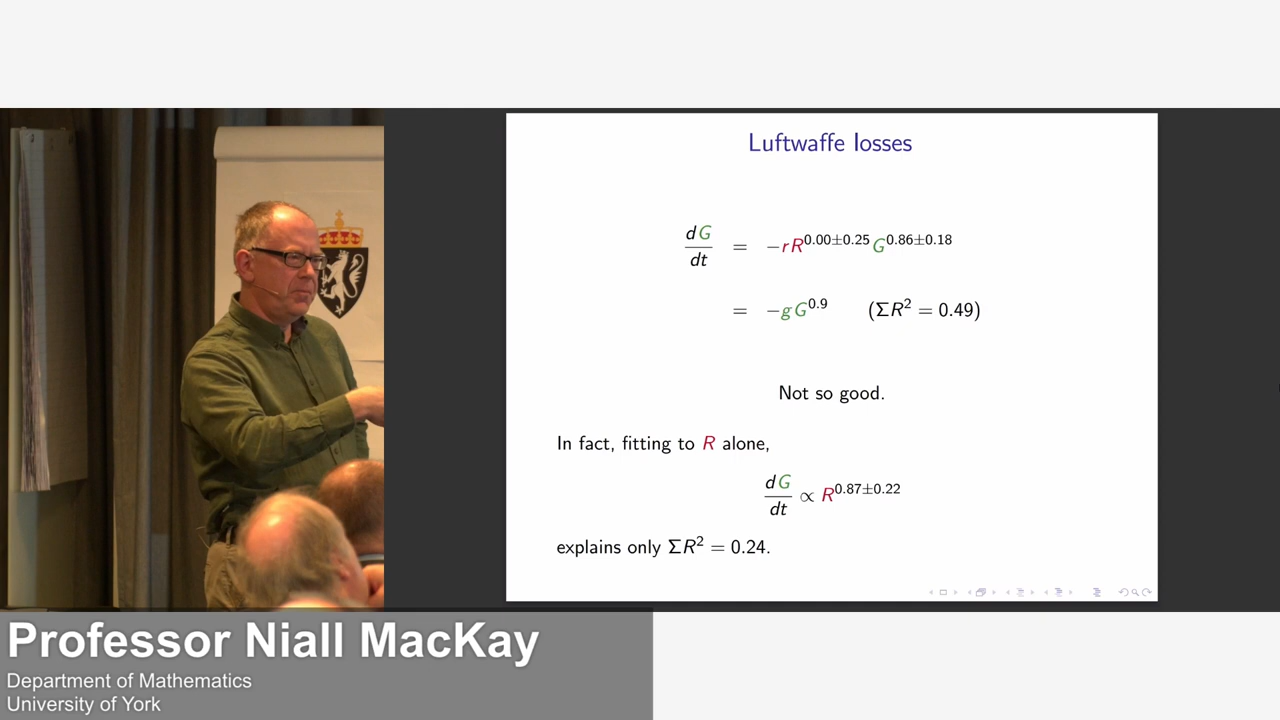 Luftwaffe losses
dG/dt = −rR^0.00±0.25 G^0.86±0.18
= −gG^0.9 (ΣR² = 0.49)
Not so good.
In fact, fitting to R alone,
dG/dt ∝ R^0.87±0.22
explains only ΣR² = 0.24.
Professor Niall MacKay
Department of Mathematics
University of York